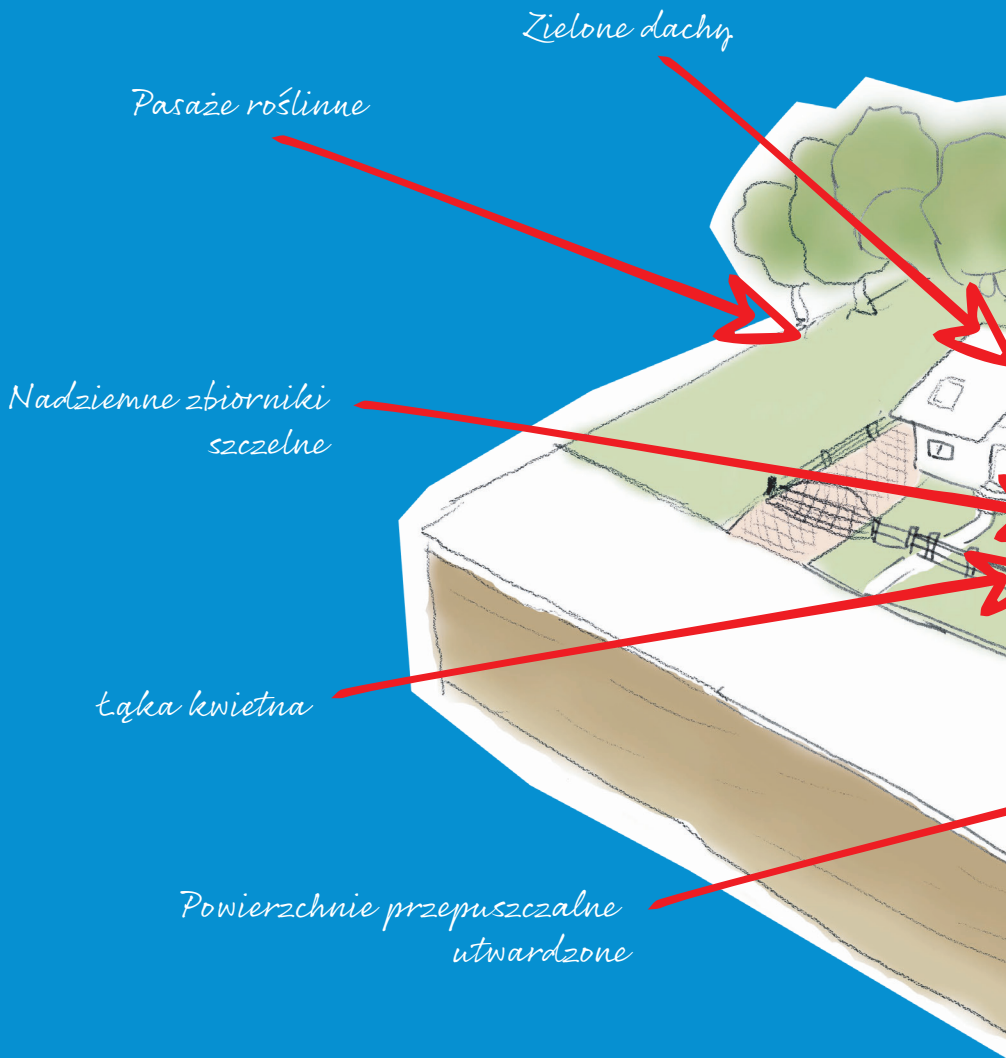 Zielone dachy
Pasaże roślinne
Nadziemne zbiorniki
szczelne
Łąka kwietna
Powierzchnie przepuszczalne
utwardzone